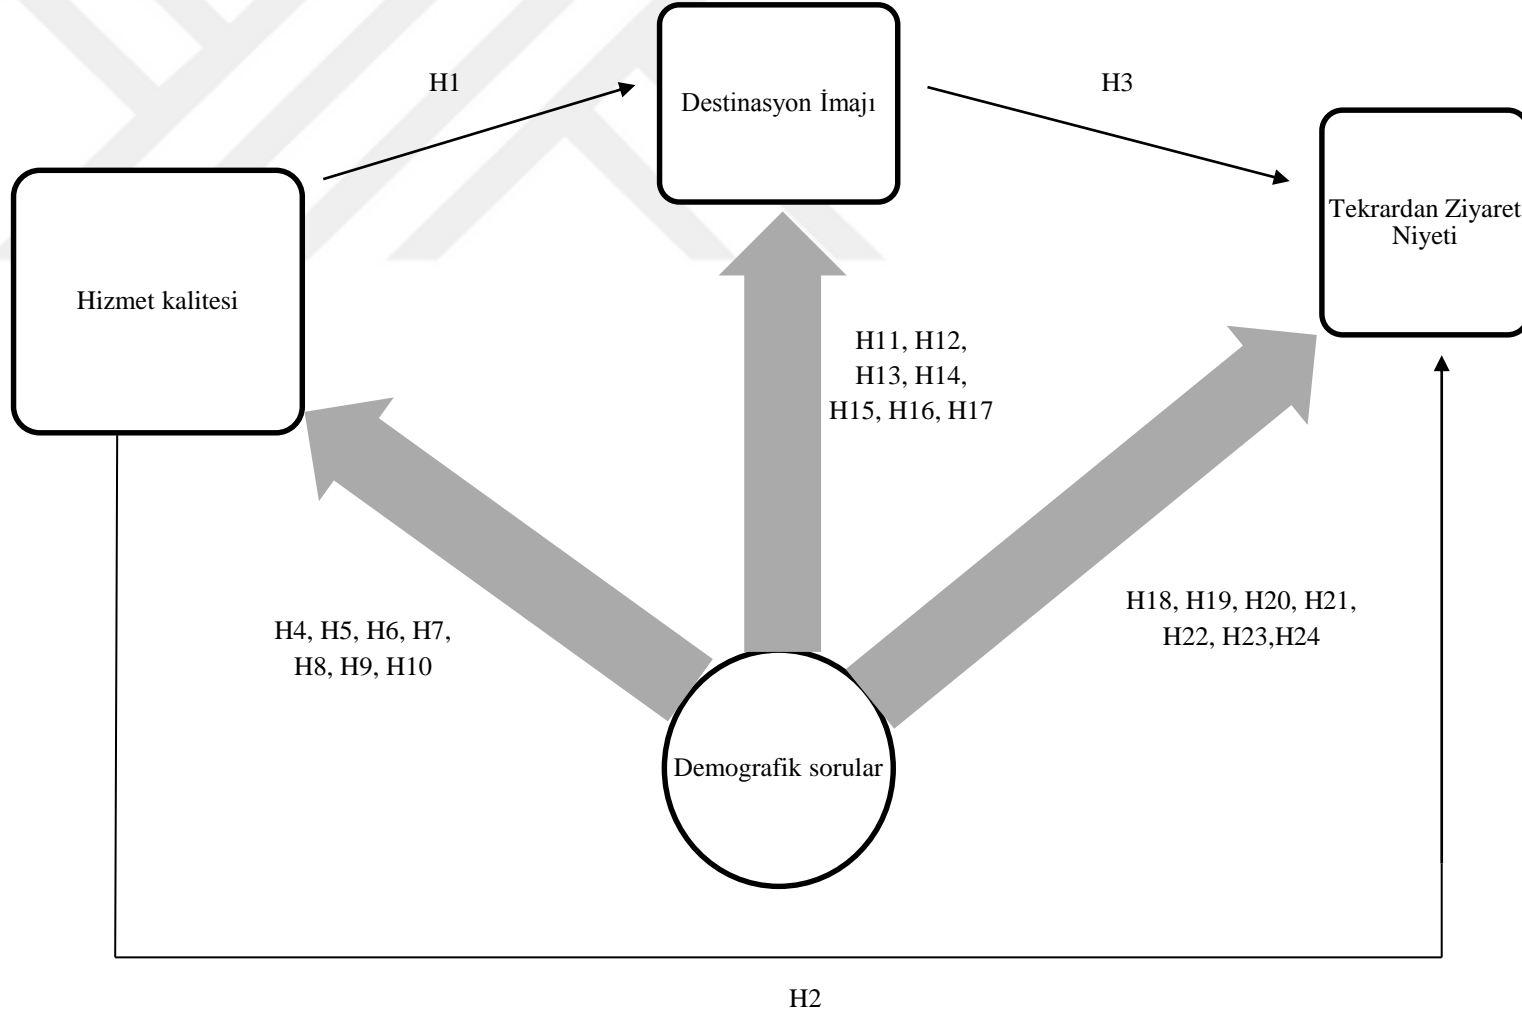 H1
H3
Destinasyon İmajı
Tekrardan Ziyaret
Niyeti
Hizmet kalitesi
H11, H12,
H13, H14,
H15, H16, H17
H4, H5, H6, H7,
H8, H9, H10
H18, H19, H20, H21,
H22, H23,H24
Demografik sorular
H2